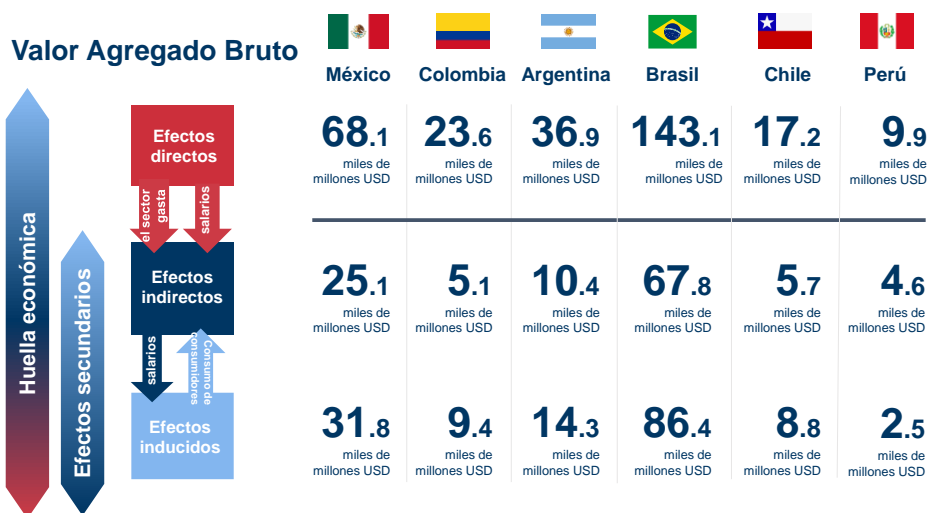 Valor Agregado Bruto
México
Colombia
Argentina
Brasil
Chile
Perú
Huella económica
Efectos secundarios
Efectos
directos
el sector
gasta
salarios
Efectos
indirectos
salarios
Consumo de
consumidores
Efectos
inducidos
68.1
miles de
millones USD
23.6
miles de
millones USD
36.9
miles de
millones USD
143.1
miles de
millones USD
17.2
miles de
millones USD
9.9
miles de
millones USD
25.1
miles de
millones USD
5.1
miles de
millones USD
10.4
miles de
millones USD
67.8
miles de
millones USD
5.7
miles de
millones USD
4.6
miles de
millones USD
31.8
miles de
millones USD
9.4
miles de
millones USD
14.3
miles de
millones USD
86.4
miles de
millones USD
8.8
miles de
millones USD
2.5
miles de
millones USD